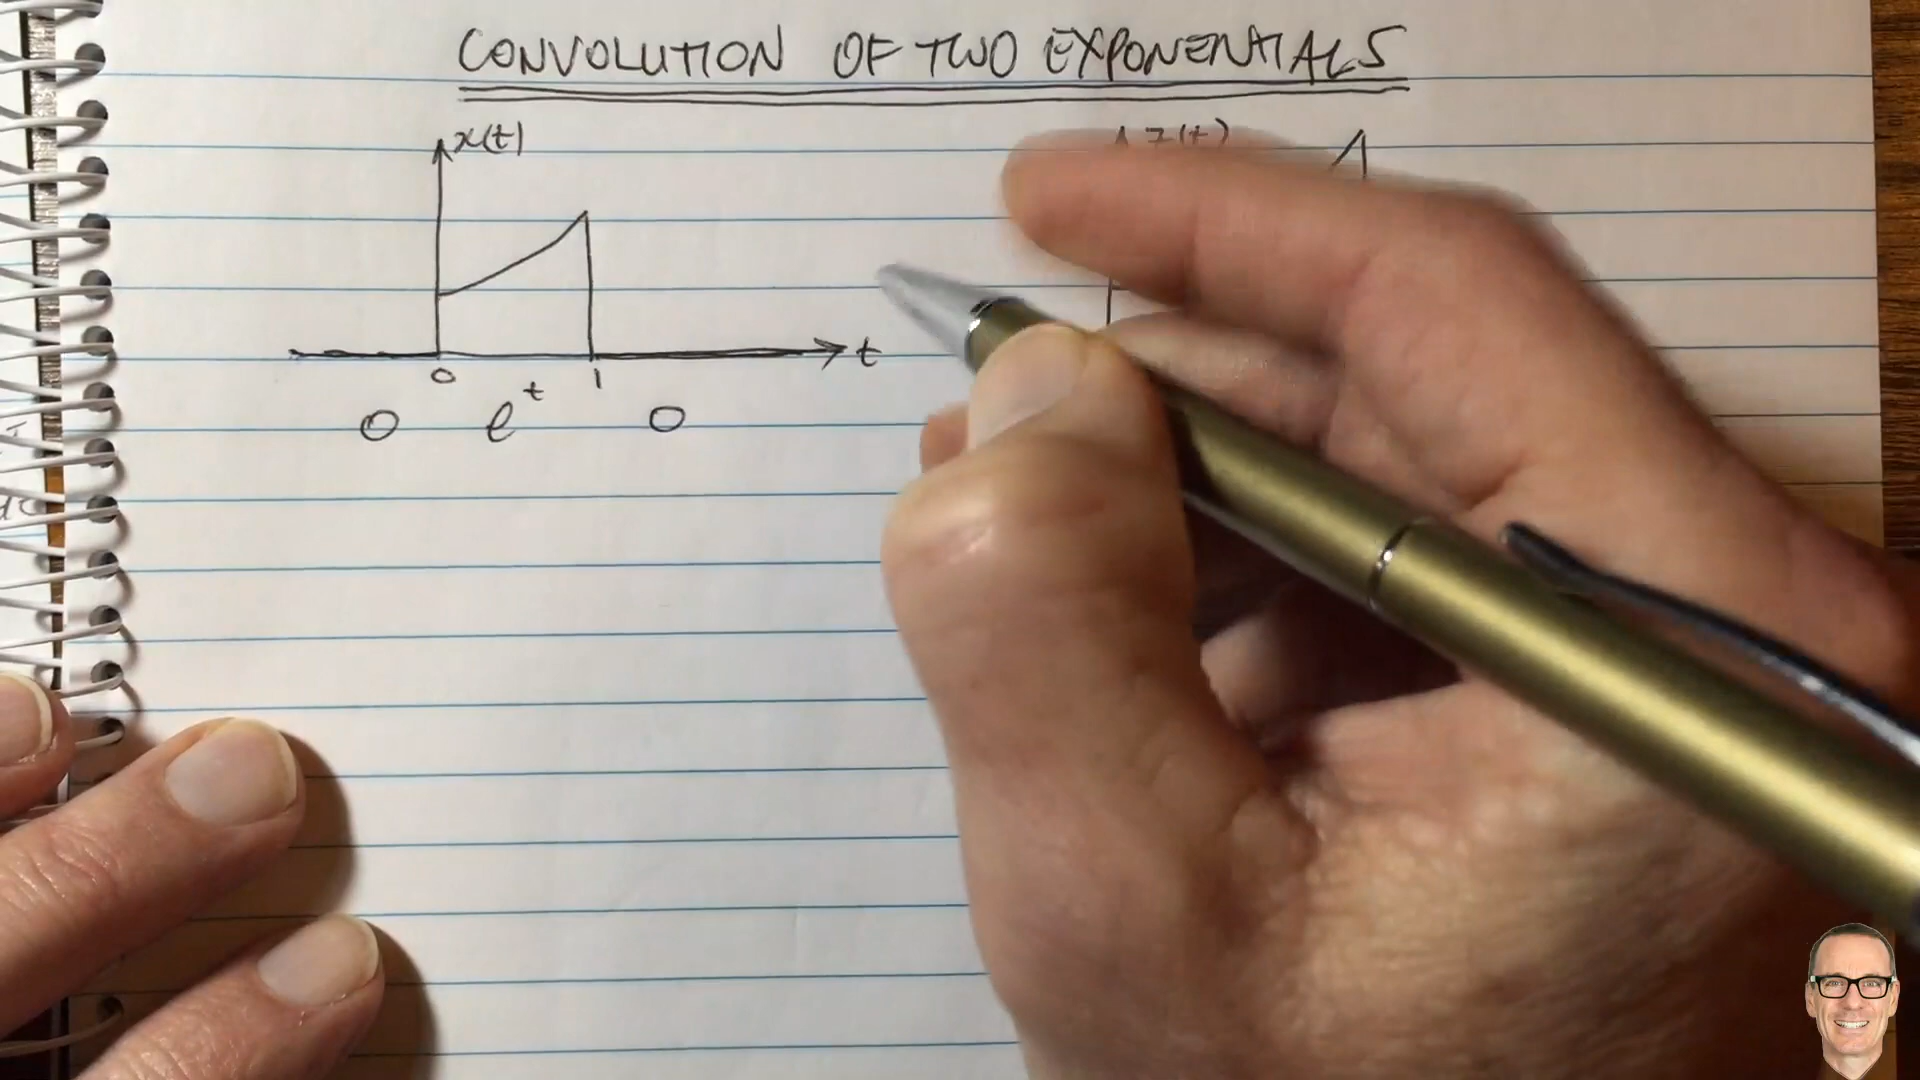 CONVOLUTION OF TWO EXPONENTIALS
x(t) z(t)
t
0 1
0 e^t 0